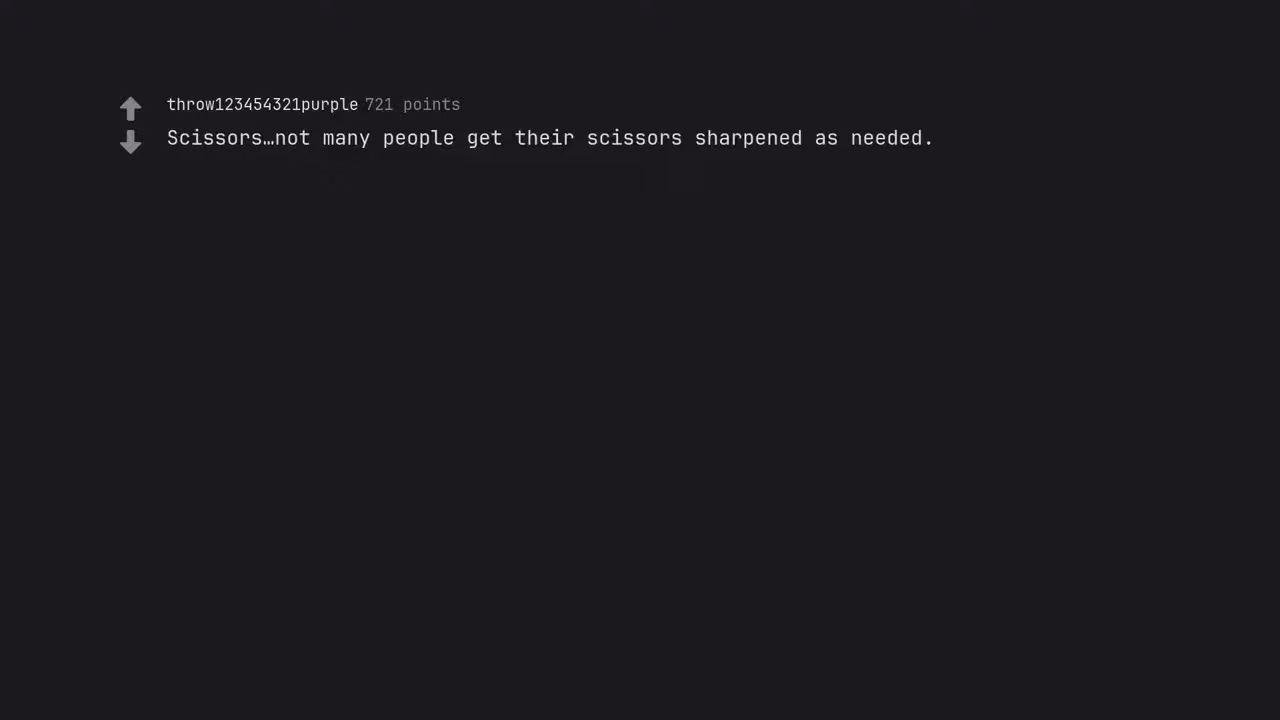 throw123454321purple 721 points
Scissors…not many people get their scissors sharpened as needed.